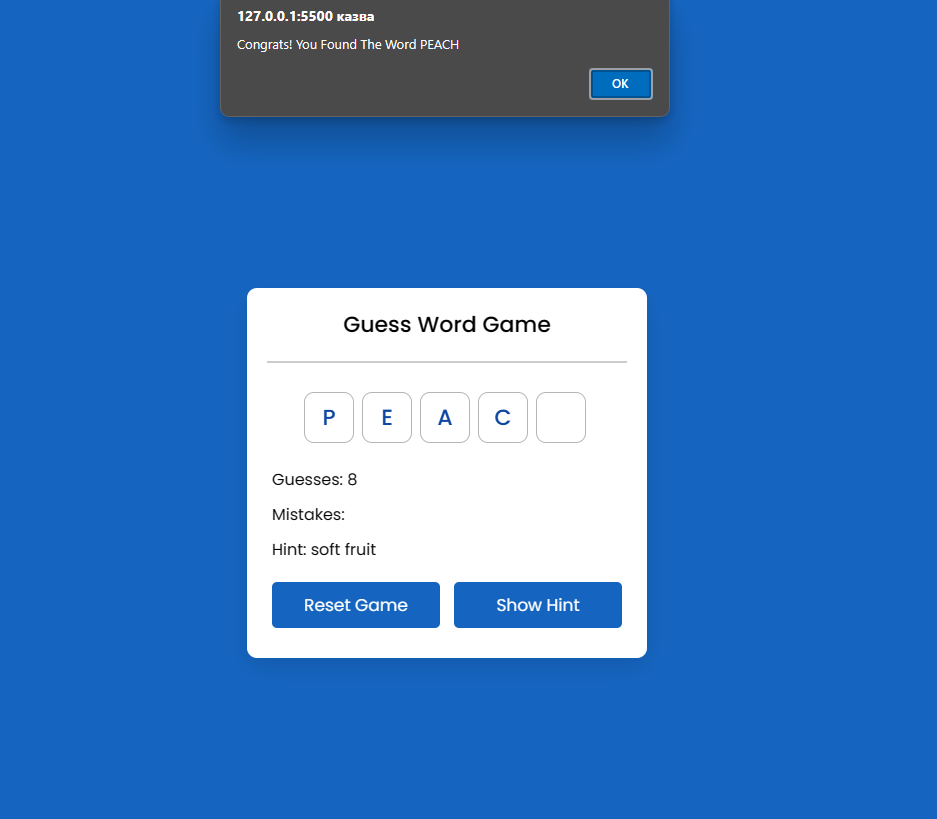 127.0.0.1:5500 казва
Congrats! You Found The Word PEACH
OK
Guess Word Game
P E A C
Guesses: 8
Mistakes:
Hint: soft fruit
Reset Game Show Hint